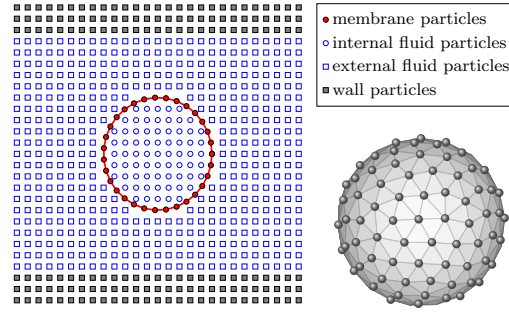 membrane particles
internal fluid particles
external fluid particles
wall particles